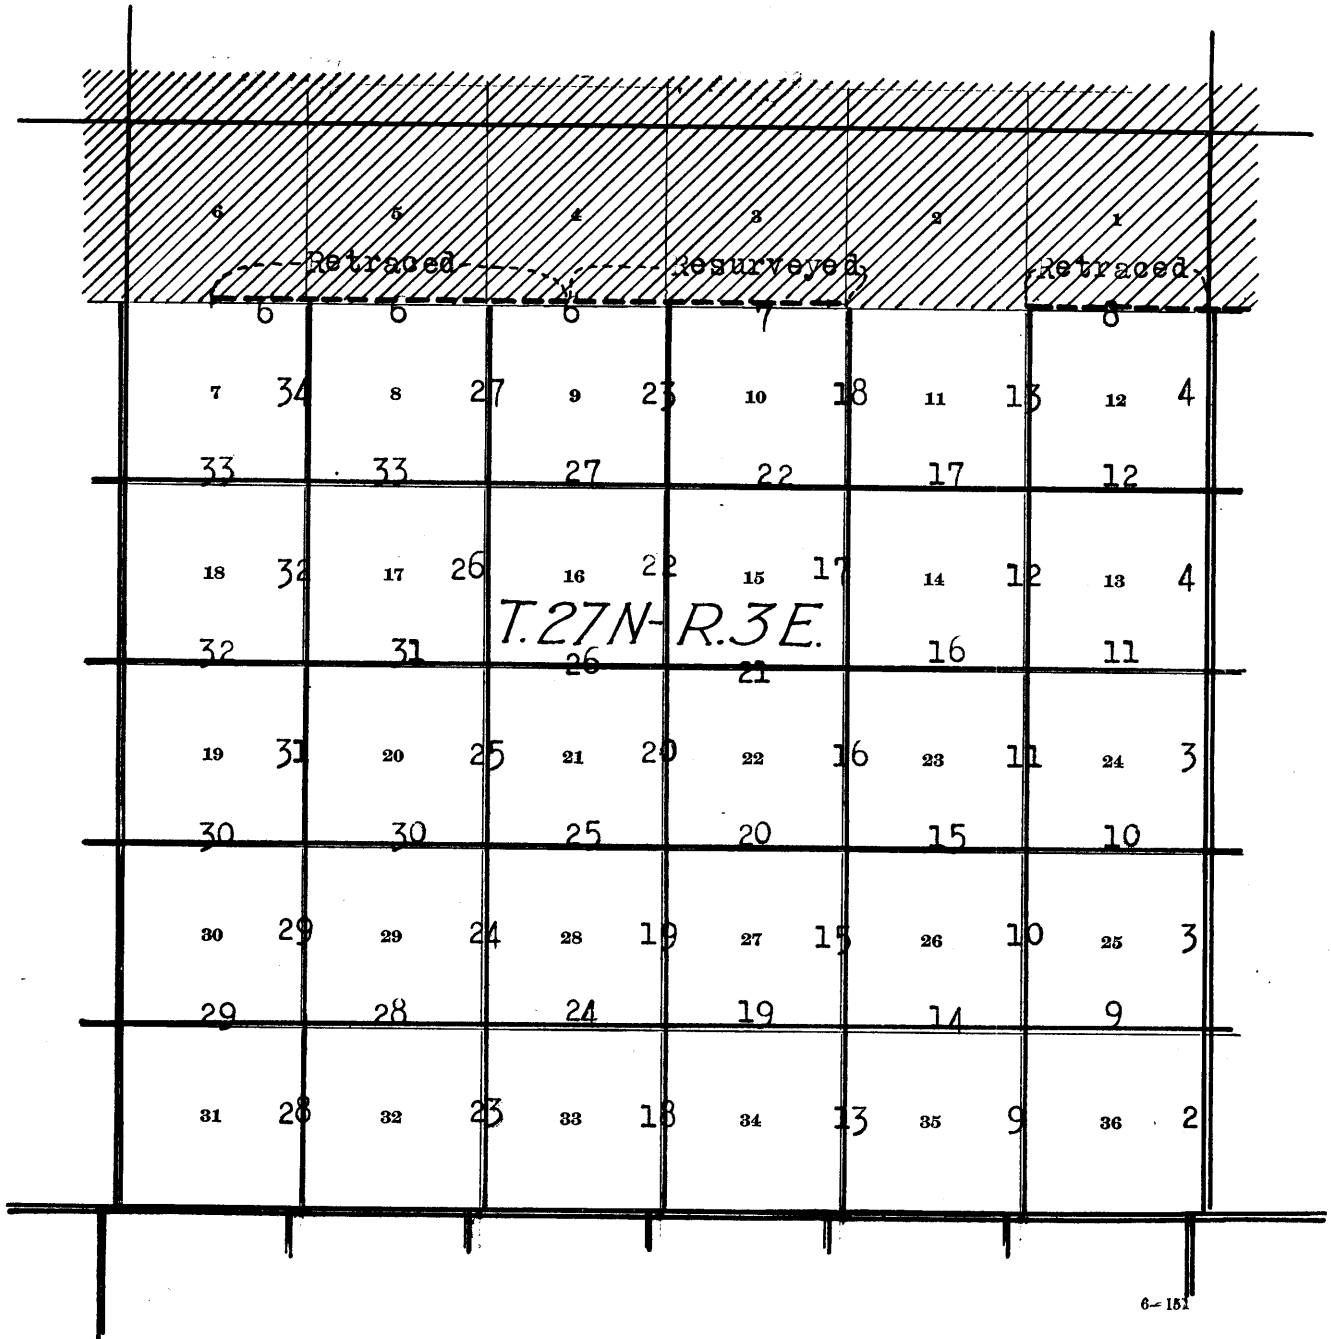 6 5 4 3 2 1
Retraced Resurveyed Retraced
6 6 6 7 8
7 34 8 27 9 23 10 18 11 13 12 4
33 33 27 22 17 12
18 32 17 26 16 22 15 17 14 12 13 4
T.27N-R.3E.
32 31 26 21 16 11
19 31 20 25 21 20 22 16 23 11 24 3
30 30 25 20 15 10
30 29 29 24 28 19 27 15 26 10 25 3
29 28 24 19 14 9
31 28 32 23 33 18 34 13 35 9 36 2
6-151